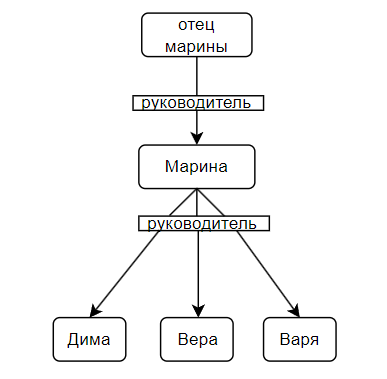 отец
марины
руководитель
Марина
руководитель
Дима
Вера
Варя